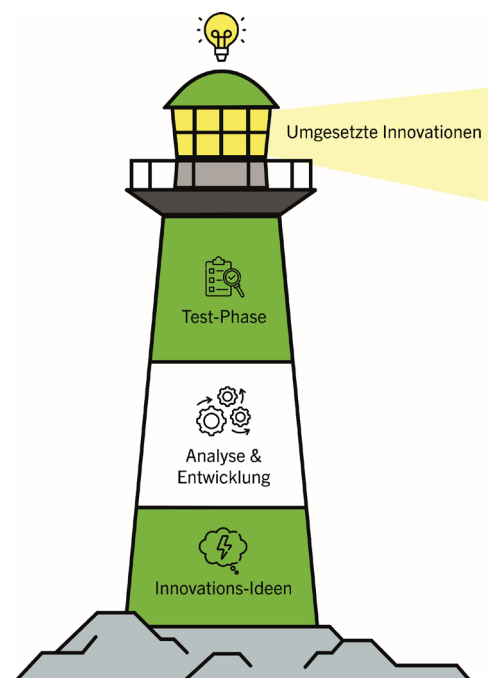 Umgesetzte Innovationen
Test-Phase
Analyse &
Entwicklung
Innovations-Ideen